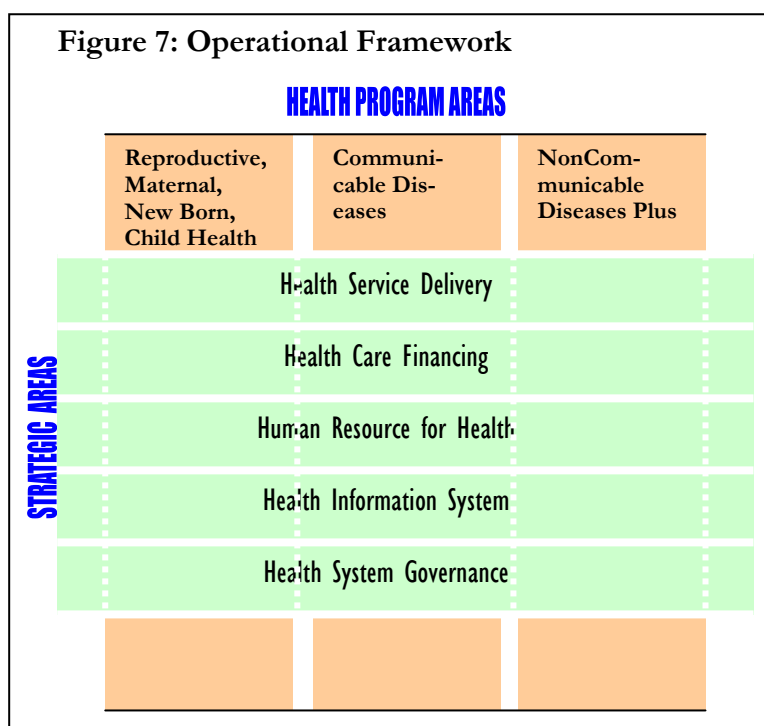 Figure 7: Operational Framework
HEALTH PROGRAM AREAS
Reproductive,
Maternal,
New Born,
Child Health
Communi-
cable Dis-
eases
NonCom-
municable
Diseases Plus
STRATEGIC AREAS
Health Service Delivery
Health Care Financing
Human Resource for Health
Health Information System
Health System Governance